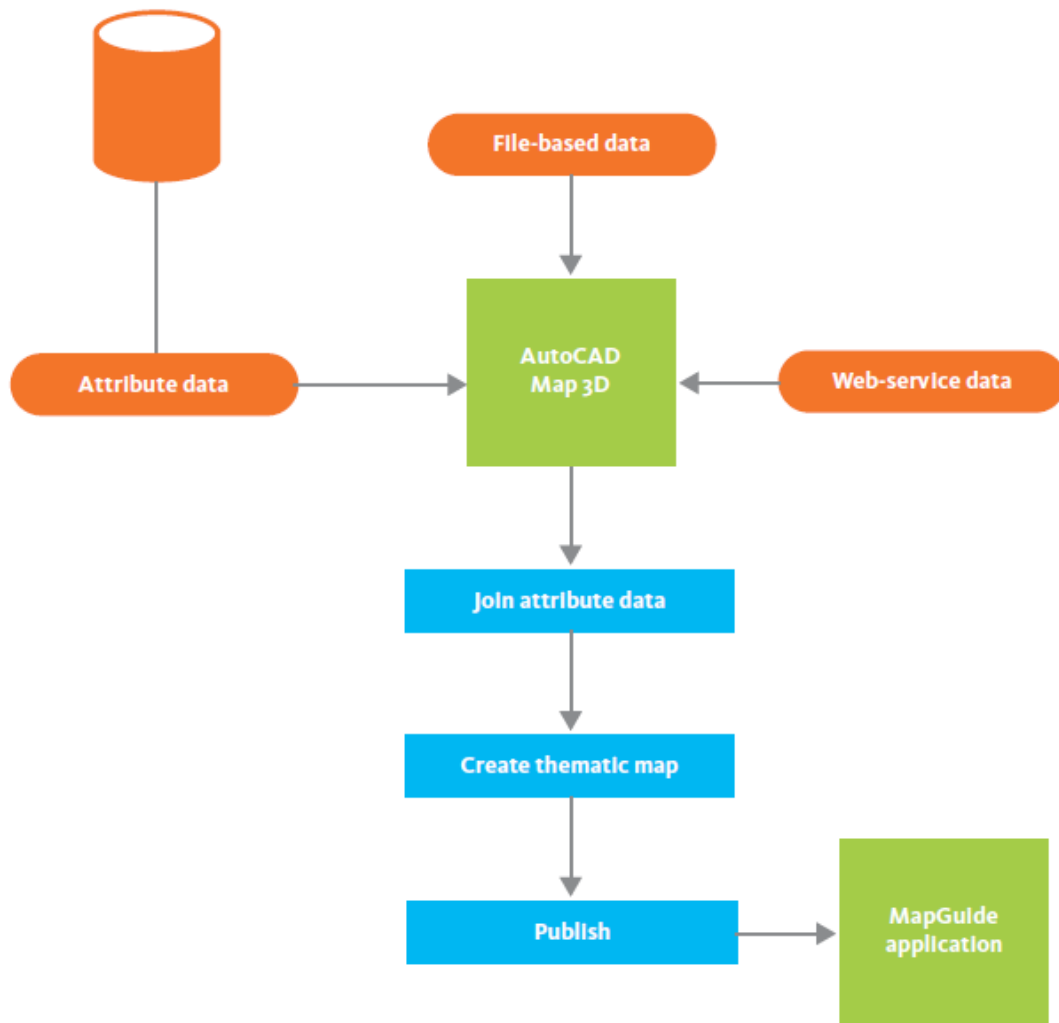 File-based data
AutoCAD
Map 3D
Attribute data
Web-service data
Join attribute data
Create thematic map
Publish
MapGuide
application